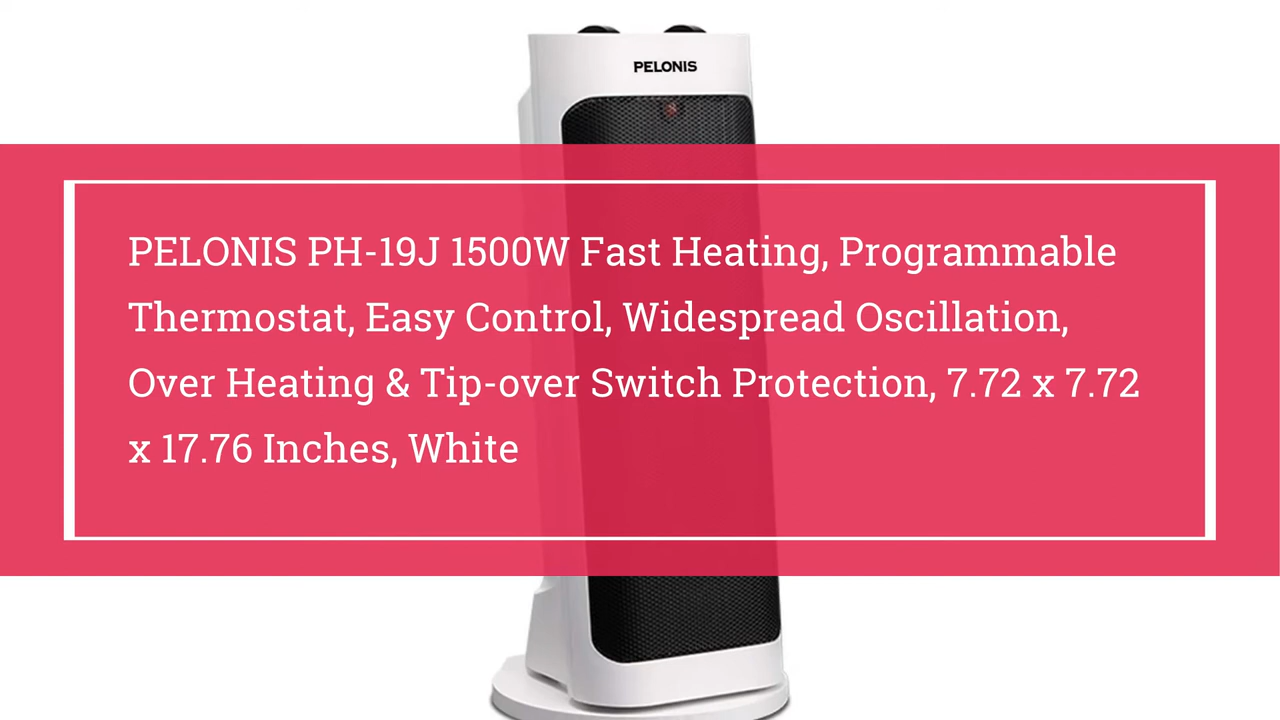 PELONIS
PELONIS PH-19J 1500W Fast Heating, Programmable
Thermostat, Easy Control, Widespread Oscillation,
Over Heating & Tip-over Switch Protection, 7.72 x 7.72
x 17.76 Inches, White